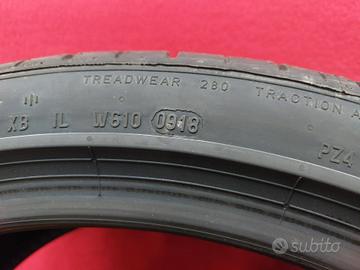 TREADWEAR 280 TRACTION A
XB IL W610 0918
PZ4
subito